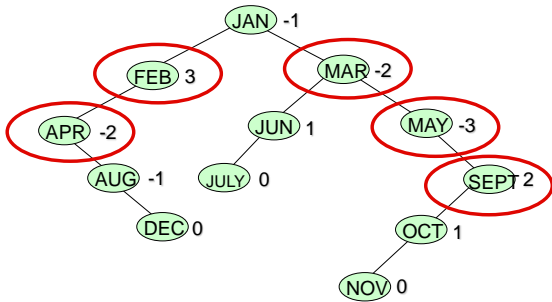 JAN -1
FEB 3
MAR -2
APR -2
JUN 1
MAY -3
AUG -1
JULY 0
SEPT 2
DEC 0
OCT 1
NOV 0